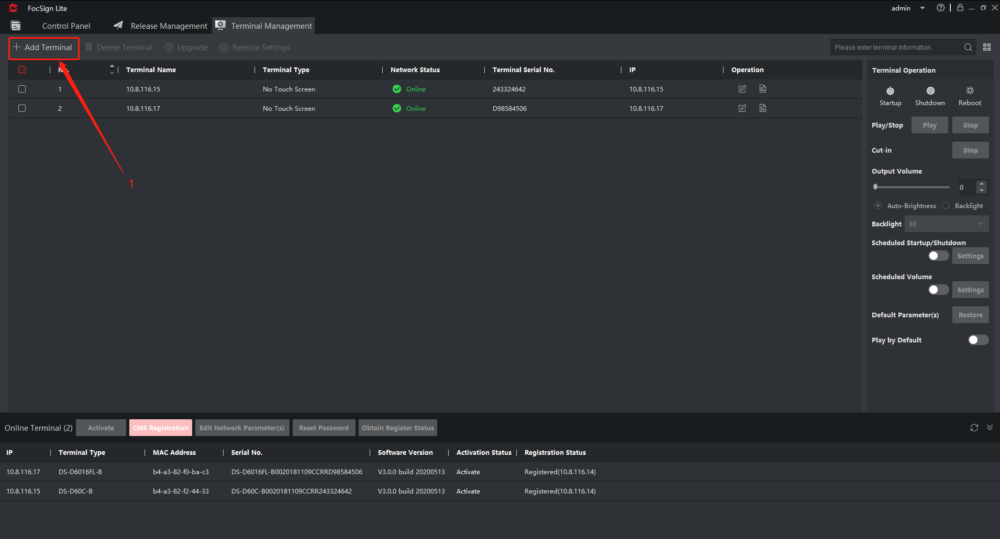 FocSign Lite
admin
Control Panel
Release Management
Terminal Management
Add Terminal
Delete Terminal
Upgrade
Remote Settings
Please enter terminal information.
No. Terminal Name Terminal Type Network Status Terminal Serial No. IP Operation
1 10.8.116.15 No Touch Screen Online 243324642 10.8.116.15
2 10.8.116.17 No Touch Screen Online D98584506 10.8.116.17
1
Terminal Operation
Startup Shutdown Reboot
Play/Stop Play Stop
Cut-in Stop
Output Volume
0
Auto-Brightness Backlight
Backlight 30
Scheduled Startup/Shutdown
Settings
Scheduled Volume
Settings
Default Parameter(s) Restore
Play by Default
Online Terminal (2) Activate CMS Registration Edit Network Parameter(s) Reset Password Obtain Register Status
IP Terminal Type MAC Address Serial No. Software Version Activation Status Registration Status
10.8.116.17 DS-D6016FL-B b4-a3-82-f0-ba-c3 DS-D6016FL-B0020181109CCRRD98584506 V3.0.0 build 20200513 Activate Registered(10.8.116.14)
10.8.116.15 DS-D60C-B b4-a3-82-f2-44-33 DS-D60C-B0020181109CCRR243324642 V3.0.0 build 20200513 Activate Registered(10.8.116.14)